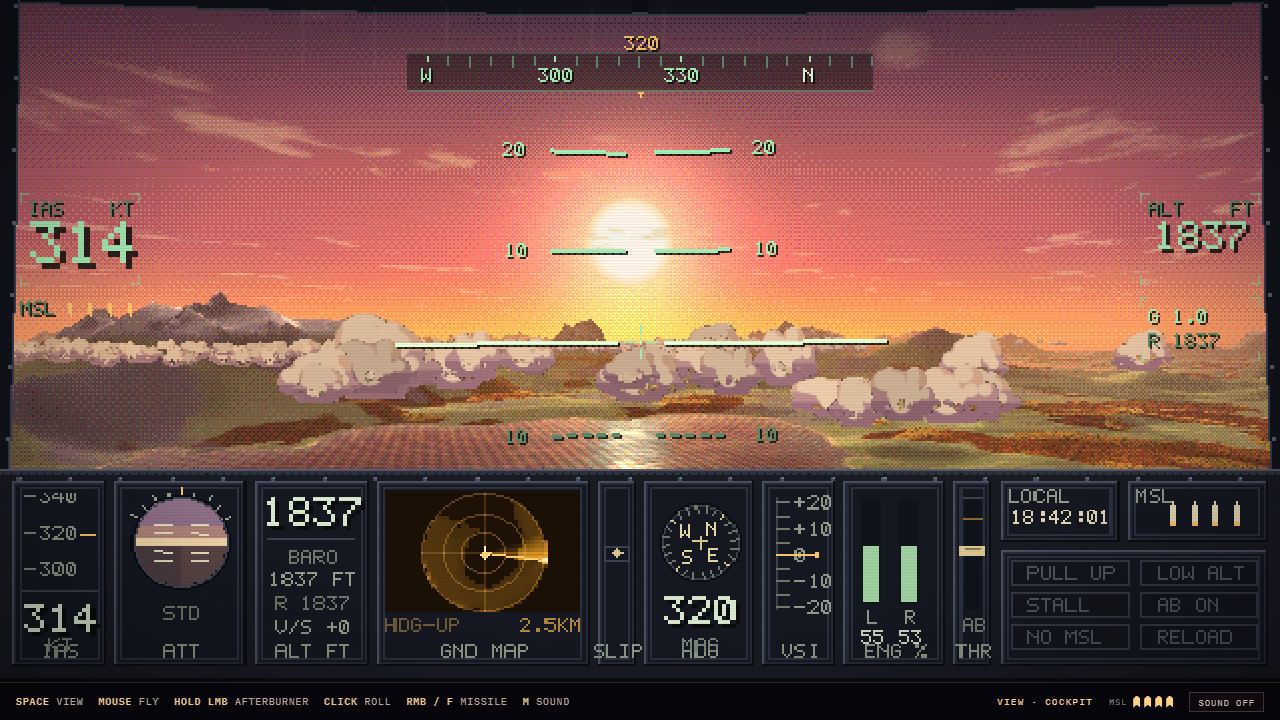 320
W 300 330 N
20 20
IAS KT
314
ALT FT
1837
10 10
MSL
G 1.0
R 1837
10 10
340
320
300
314
IAS
STD
ATT
1837
BARO
1837 FT
R 1837
V/S +0
ALT FT
HDG-UP 2.5KM
GND MAP
SLIP
W N
S E
320
+20
+10
0
-10
-20
VSI
L R
55 53
ENG %
AB
THR
LOCAL
18:42:01
MSL
PULL UP LOW ALT
STALL AB ON
NO MSL RELOAD
SPACE VIEW MOUSE FLY HOLD LMB AFTERBURNER CLICK ROLL RMB / F MISSILE M SOUND
VIEW · COCKPIT MSL SOUND OFF